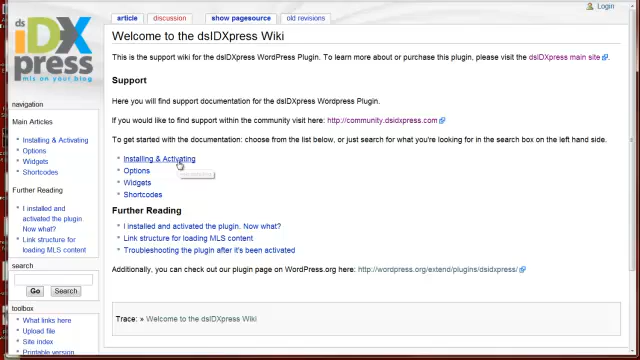 ds
iDX
press
mls on your blog
article
discussion
show pagesource
old revisions
Login
Welcome to the dsIDXpress Wiki
This is the support wiki for the dsIDXpress WordPress Plugin. To learn more about or purchase this plugin, please visit the dsIDXpress main site.
Support
Here you will find support documentation for the dsIDXpress Wordpress Plugin.
If you would like to find support within the community visit here: http://community.dsidxpress.com
To get started with the documentation: choose from the list below, or just search for what you're looking for in the search box on the left hand side.
Installing & Activating
Options
Widgets
Shortcodes
Further Reading
I installed and activated the plugin. Now what?
Link structure for loading MLS content
Troubleshooting the plugin after it's been activated
Additionally, you can check out our plugin page on WordPress.org here: http://wordpress.org/extend/plugins/dsidxpress/
Trace: » Welcome to the dsIDXpress Wiki
navigation
Main Articles
Installing & Activating
Options
Widgets
Shortcodes
Further Reading
I installed and
activated the plugin.
Now what?
Link structure for
loading MLS content
search
Go
Search
toolbox
What links here
Upload file
Site index
Printable version